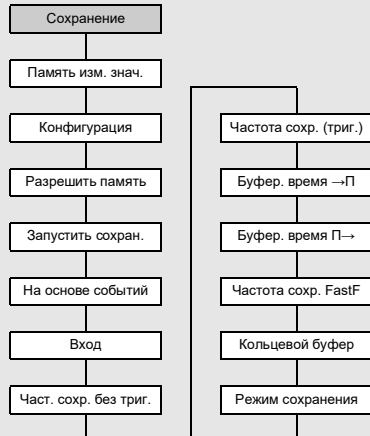 Сохранение
Память изм. знач.
Конфигурация
Разрешить память
Запустить сохран.
На основе событий
Вход
Част. сохр. без триг.
Частота сохр. (триг.)
Буфер. время →П
Буфер. время П→
Частота сохр. FastF
Кольцевой буфер
Режим сохранения